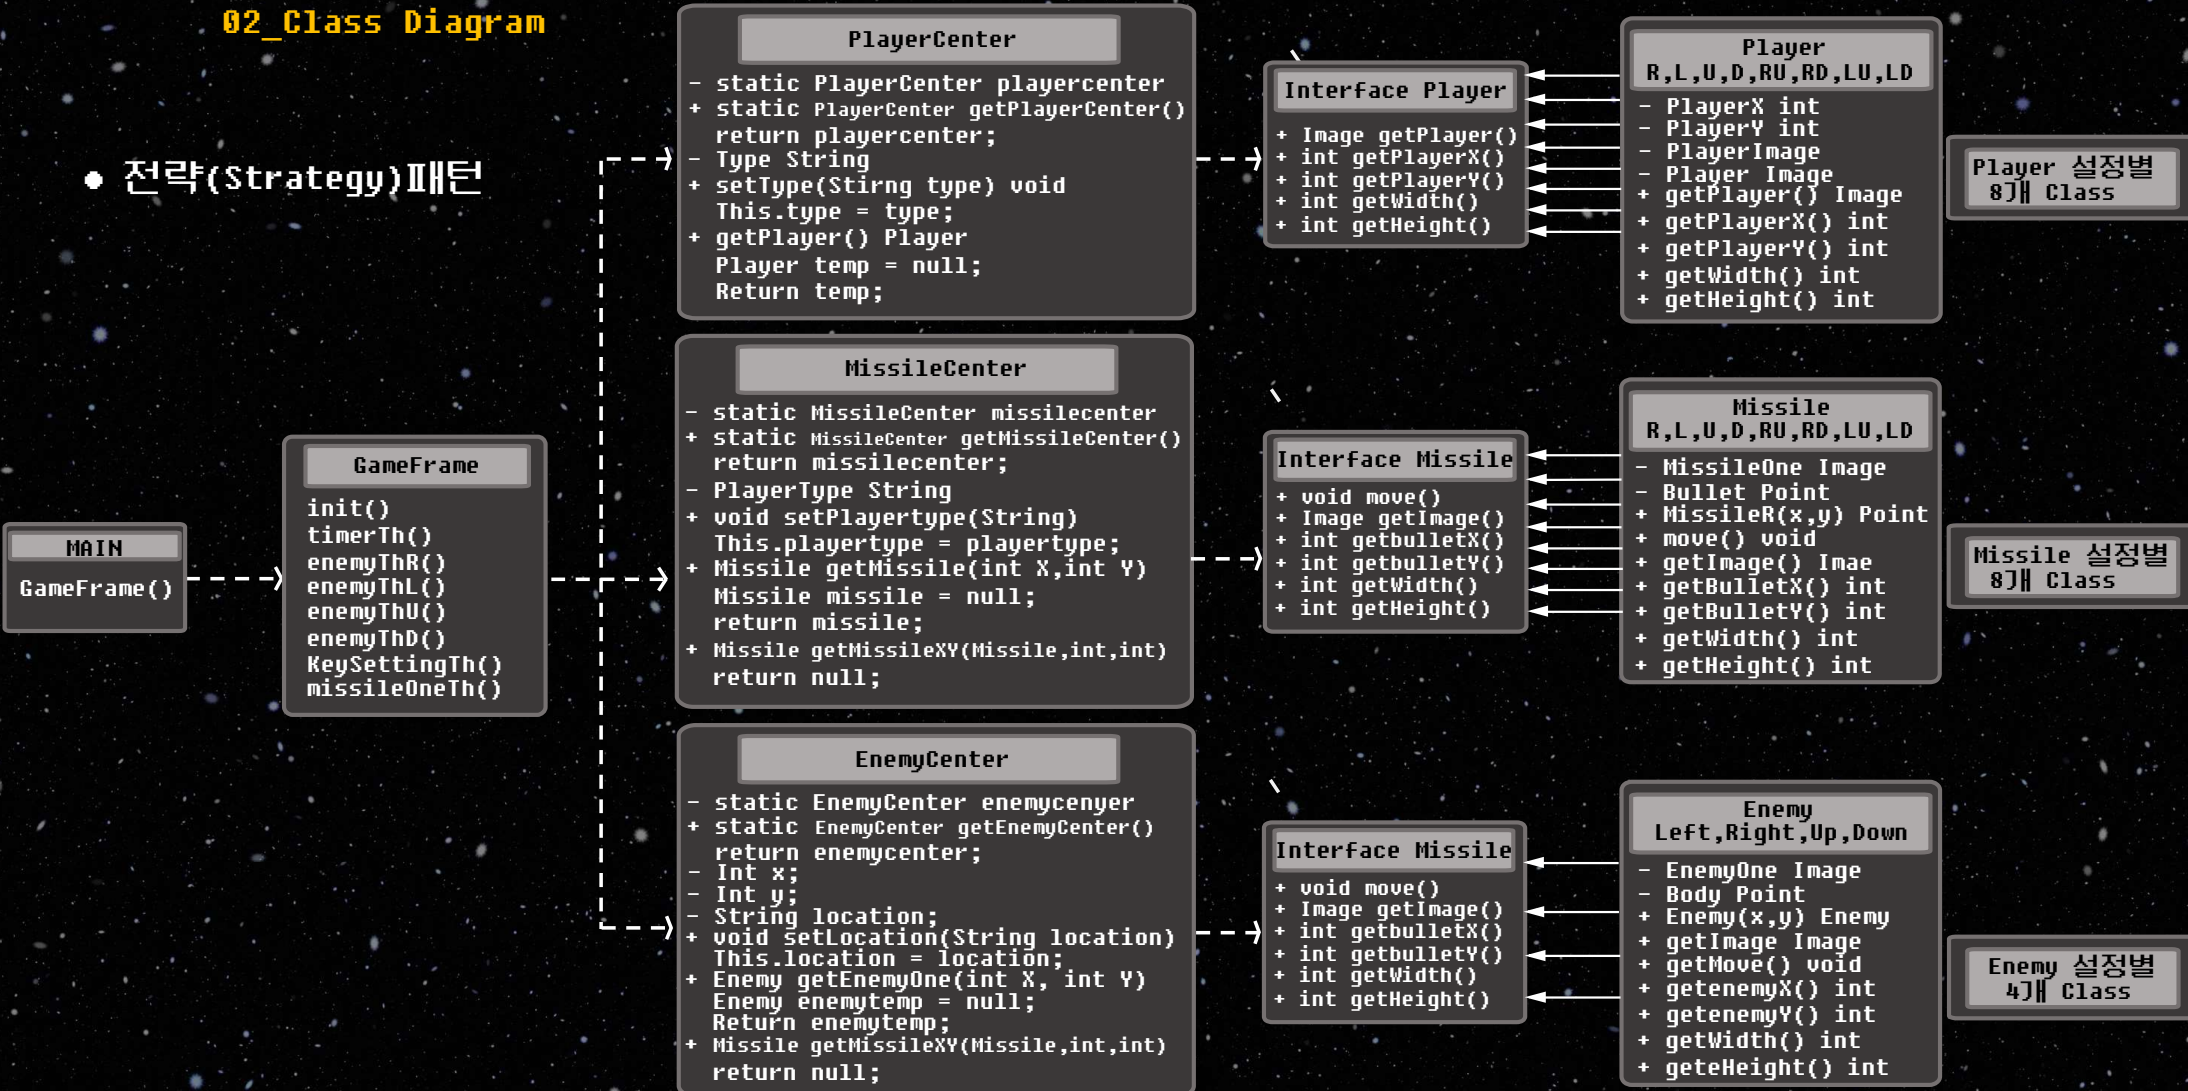 02_Class Diagram
● 전략(Strategy)패턴
MAIN
GameFrame()
GameFrame
init()
timerTh()
enemyThR()
enemyThL()
enemyThU()
enemyThD()
KeySettingTh()
missileOneTh()
PlayerCenter
- static PlayerCenter playercenter
+ static PlayerCenter getPlayerCenter()
return playercenter;
- Type String
+ setType(Stirng type) void
This.type = type;
+ getPlayer() Player
Player temp = null;
Return temp;
Interface Player
+ Image getPlayer()
+ int getPlayerX()
+ int getPlayerY()
+ int getWidth()
+ int getHeight()
Player
R,L,U,D,RU,RD,LU,LD
- PlayerX int
- PlayerY int
- PlayerImage
- Player Image
+ getPlayer() Image
+ getPlayerX() int
+ getPlayerY() int
+ getWidth() int
+ getHeight() int
Player 설정별
8개 Class
MissileCenter
- static MissileCenter missilecenter
+ static MissileCenter getMissileCenter()
return missilecenter;
- PlayerType String
+ void setPlayertype(String)
This.playertype = playertype;
+ Missile getMissile(int X,int Y)
Missile missile = null;
return missile;
+ Missile getMissileXY(Missile,int,int)
return null;
Interface Missile
+ void move()
+ Image getImage()
+ int getbulletX()
+ int getbulletY()
+ int getWidth()
+ int getHeight()
Missile
R,L,U,D,RU,RD,LU,LD
- MissileOne Image
- Bullet Point
+ MissileR(x,y) Point
+ move() void
+ getImage() Imae
+ getBulletX() int
+ getBulletY() int
+ getWidth() int
+ getHeight() int
Missile 설정별
8개 Class
EnemyCenter
- static EnemyCenter enemycenyer
+ static EnemyCenter getEnemyCenter()
return enemycenter;
- Int x;
- Int y;
- String location;
+ void setLocation(String location)
This.location = location;
+ Enemy getEnemyOne(int X, int Y)
Enemy enemytemp = null;
Return enemytemp;
+ Missile getMissileXY(Missile,int,int)
return null;
Interface Missile
+ void move()
+ Image getImage()
+ int getbulletX()
+ int getbulletY()
+ int getWidth()
+ int getHeight()
Enemy
Left,Right,Up,Down
- EnemyOne Image
- Body Point
+ Enemy(x,y) Enemy
+ getImage Image
+ getMove() void
+ getenemyX() int
+ getenemyY() int
+ getWidth() int
+ geteHeight() int
Enemy 설정별
4개 Class